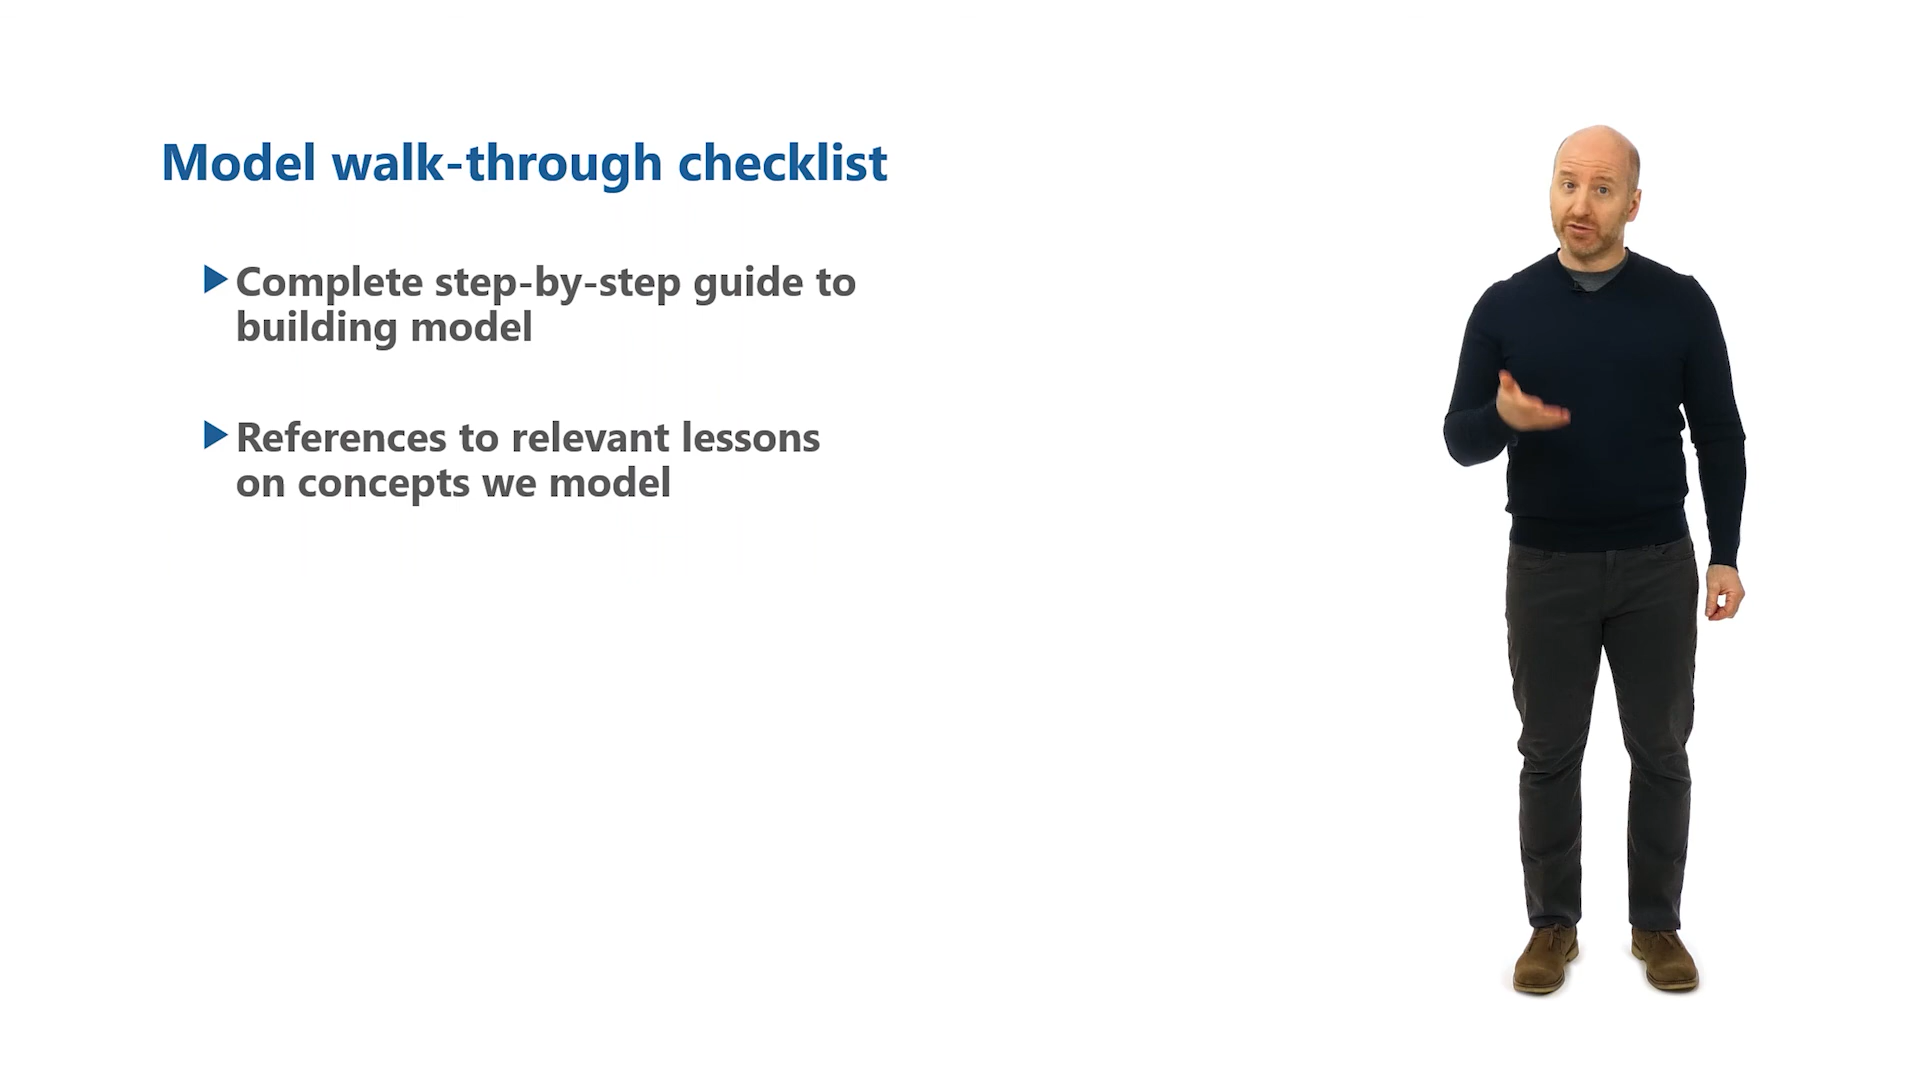 Model walk-through checklist
Complete step-by-step guide to
building model
References to relevant lessons
on concepts we model